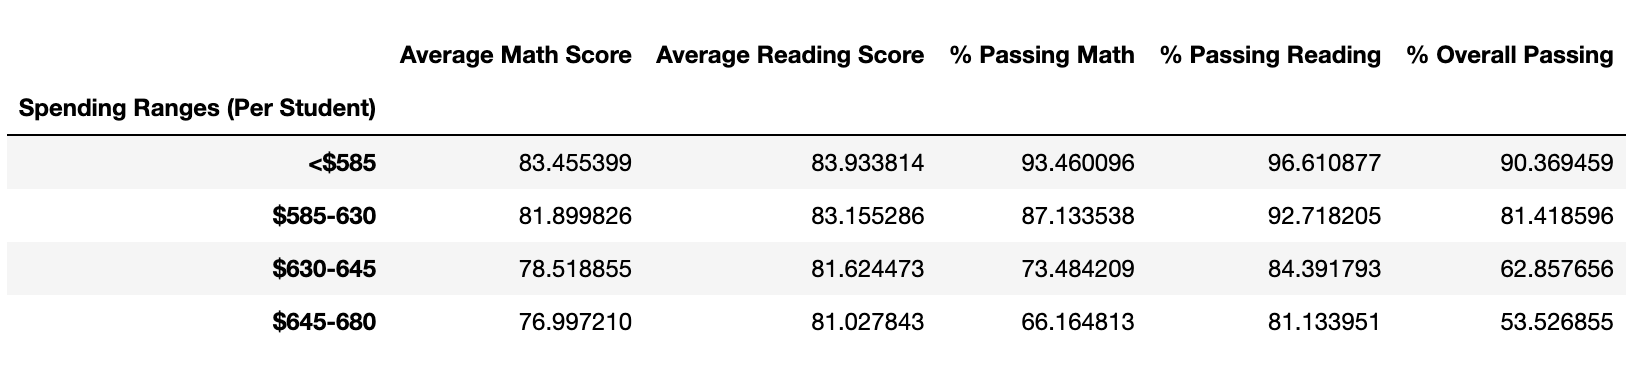 Average Math Score Average Reading Score % Passing Math % Passing Reading % Overall Passing
Spending Ranges (Per Student)
<$585 83.455399 83.933814 93.460096 96.610877 90.369459
$585-630 81.899826 83.155286 87.133538 92.718205 81.418596
$630-645 78.518855 81.624473 73.484209 84.391793 62.857656
$645-680 76.997210 81.027843 66.164813 81.133951 53.526855